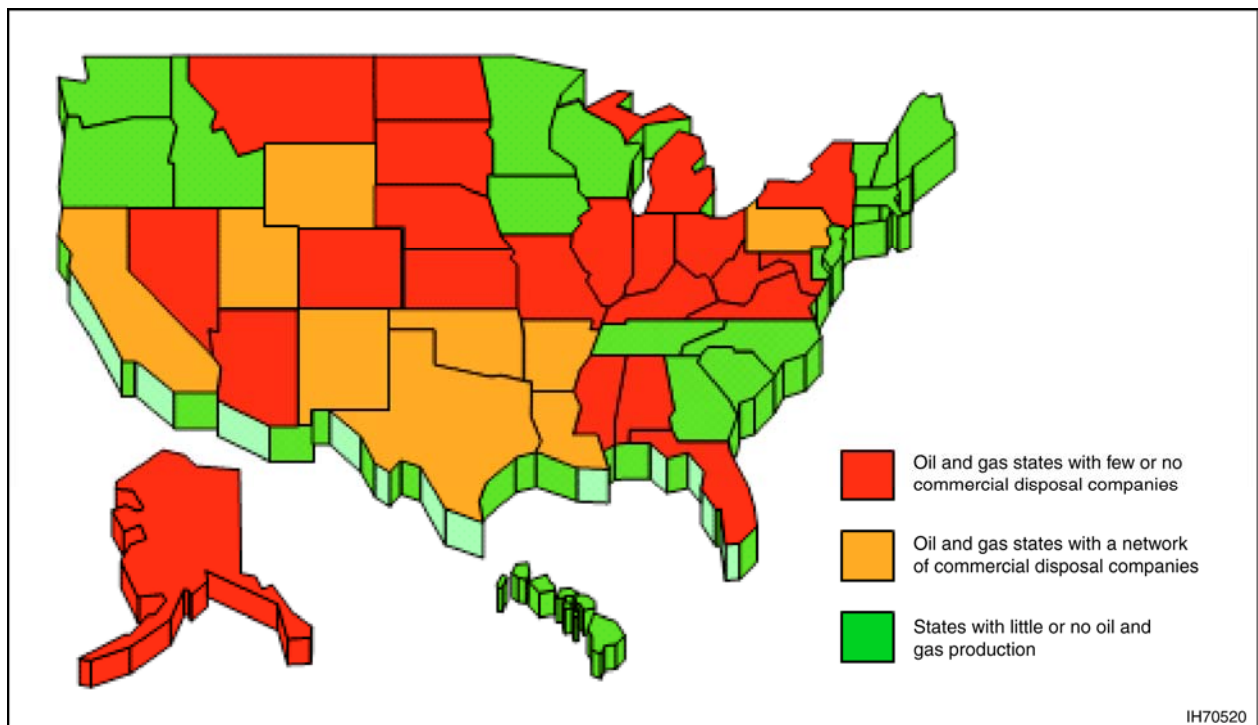 Oil and gas states with few or no
commercial disposal companies
Oil and gas states with a network
of commercial disposal companies
States with little or no oil and
gas production
IH70520